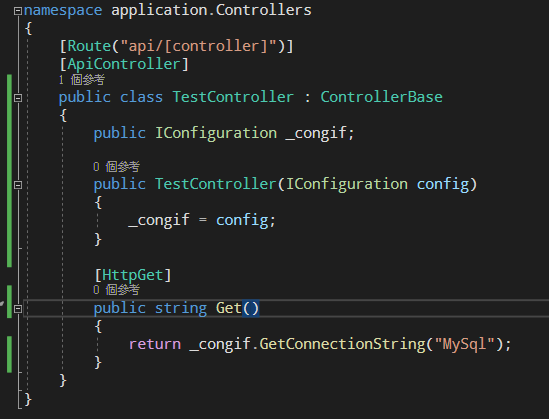 namespace application.Controllers
{
[Route("api/[controller]")]
[ApiController]
1 個參考
public class TestController : ControllerBase
{
public IConfiguration _congif;
0 個參考
public TestController(IConfiguration config)
{
_congif = config;
}
[HttpGet]
0 個參考
public string Get()
{
return _congif.GetConnectionString("MySql");
}
}
}